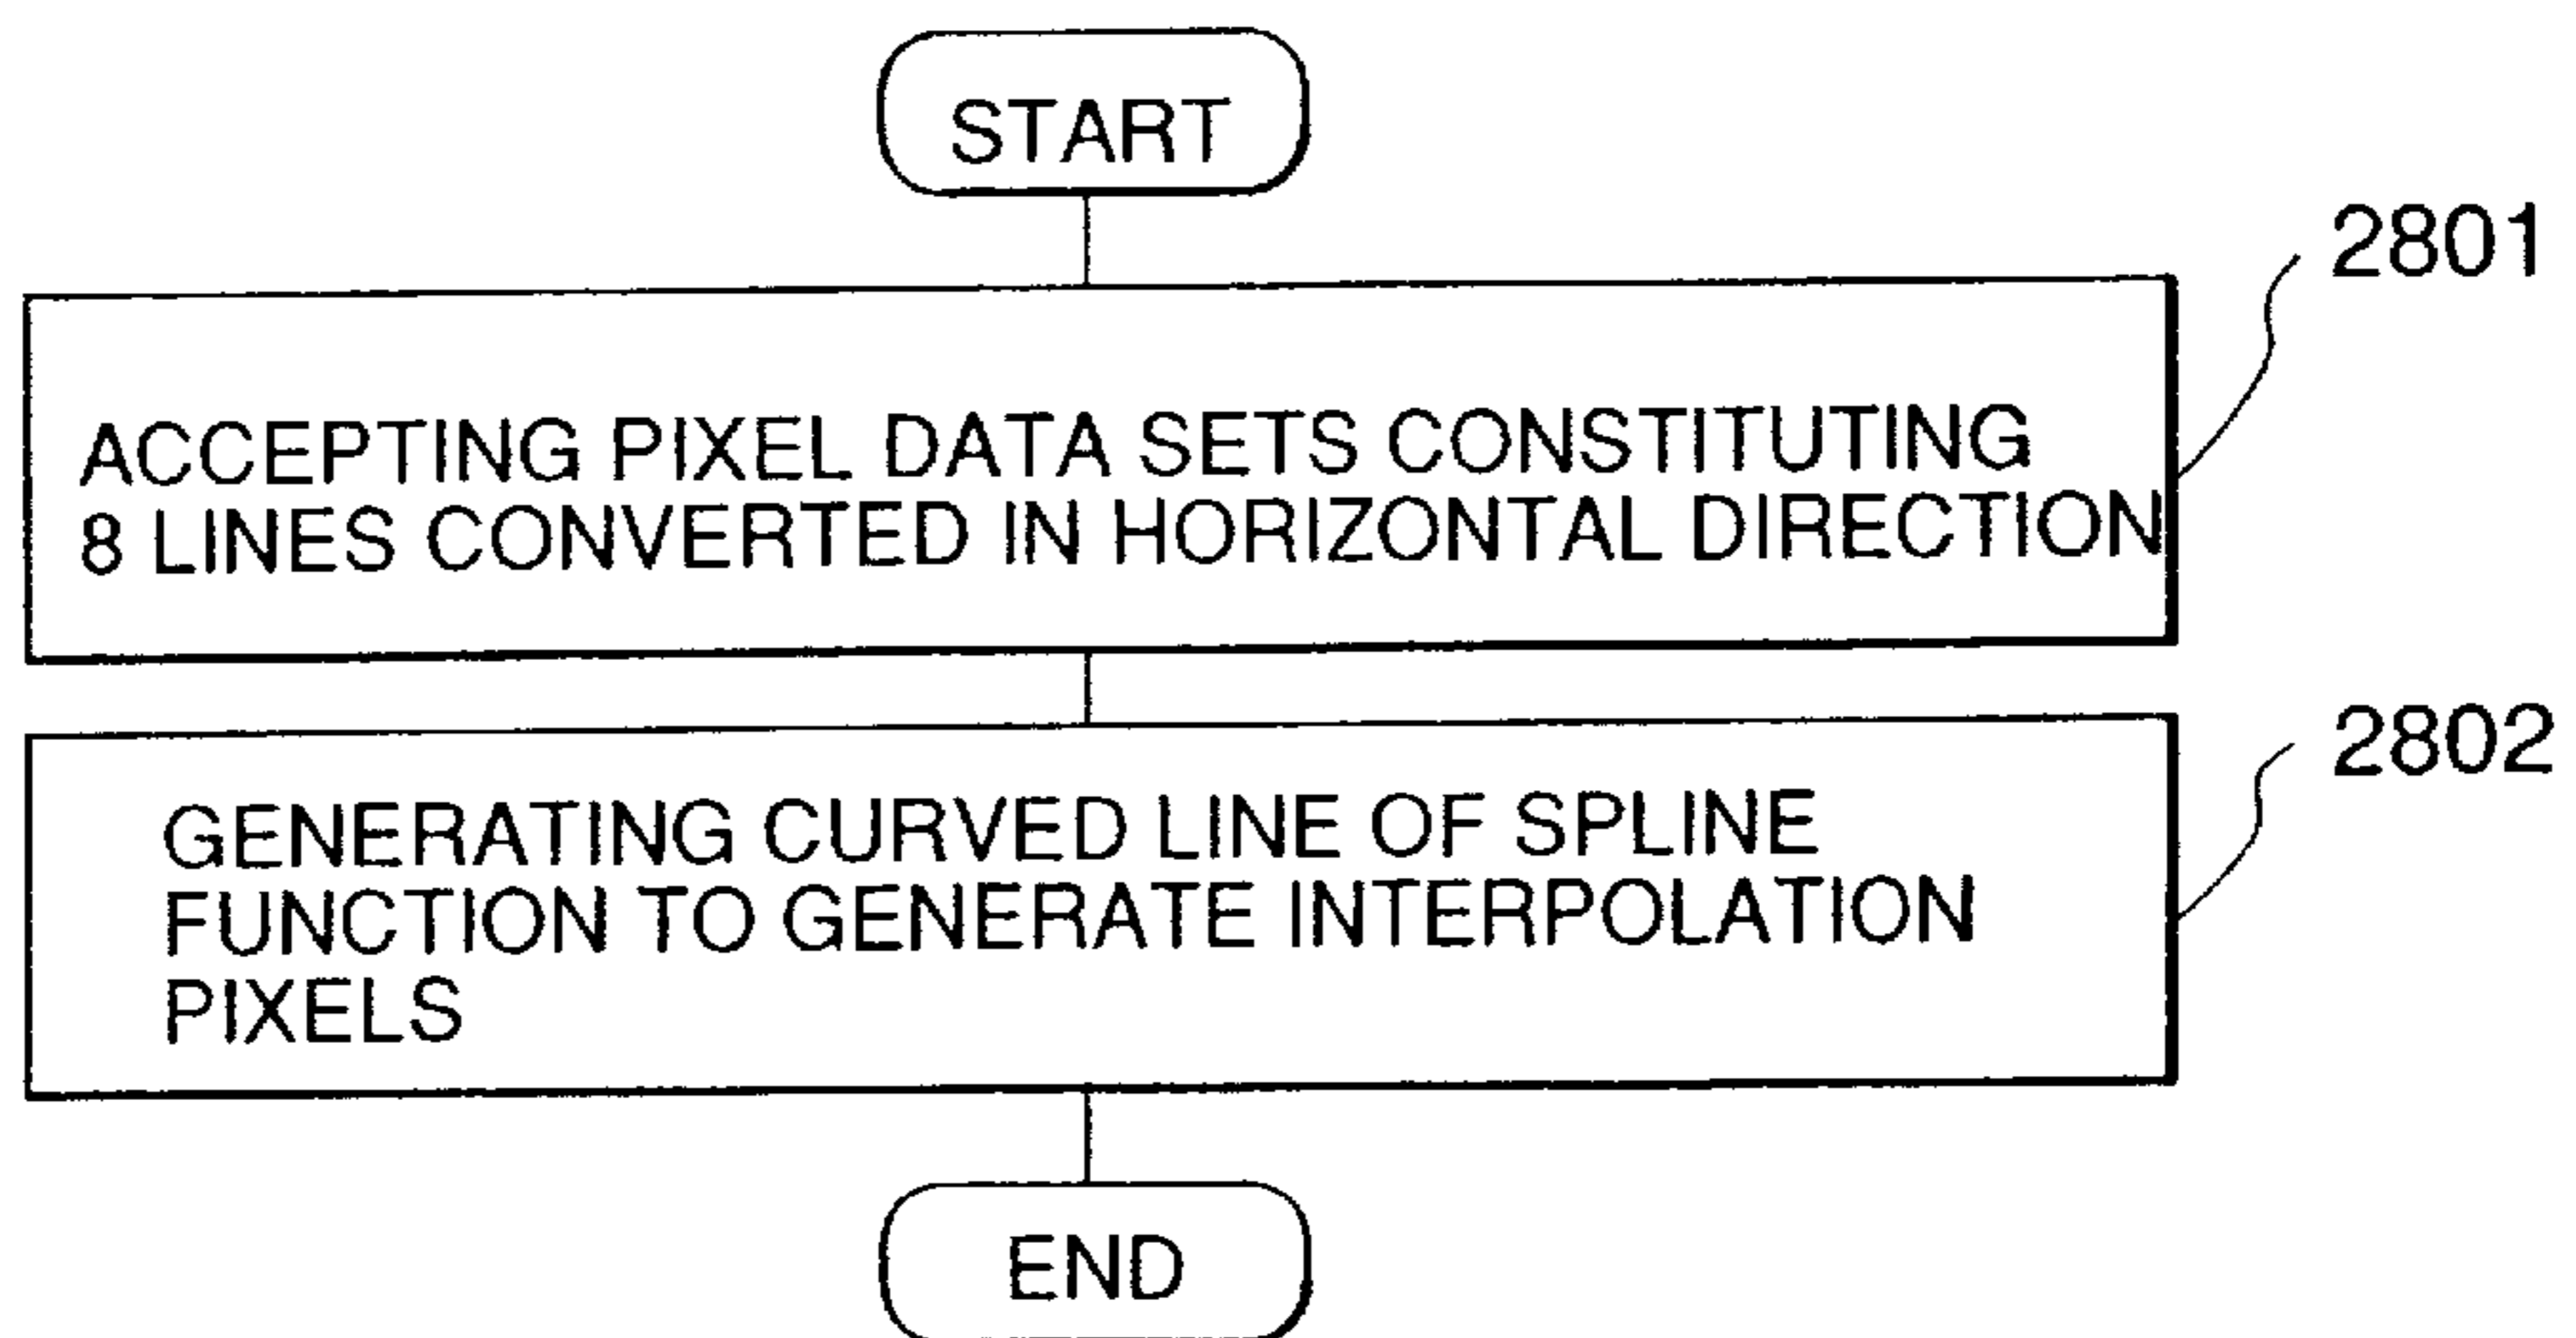 START
2801
ACCEPTING PIXEL DATA SETS CONSTITUTING
8 LINES CONVERTED IN HORIZONTAL DIRECTION
2802
GENERATING CURVED LINE OF SPLINE
FUNCTION TO GENERATE INTERPOLATION
PIXELS
END